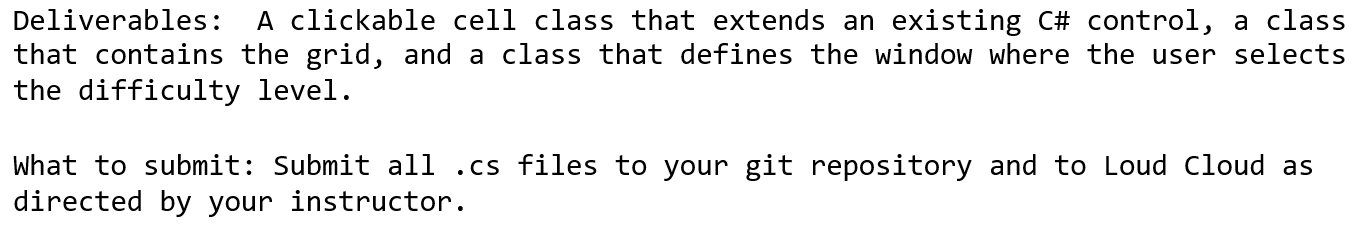 Deliverables:  A clickable cell class that extends an existing C# control, a class
that contains the grid, and a class that defines the window where the user selects
the difficulty level.
What to submit: Submit all .cs files to your git repository and to Loud Cloud as
directed by your instructor.